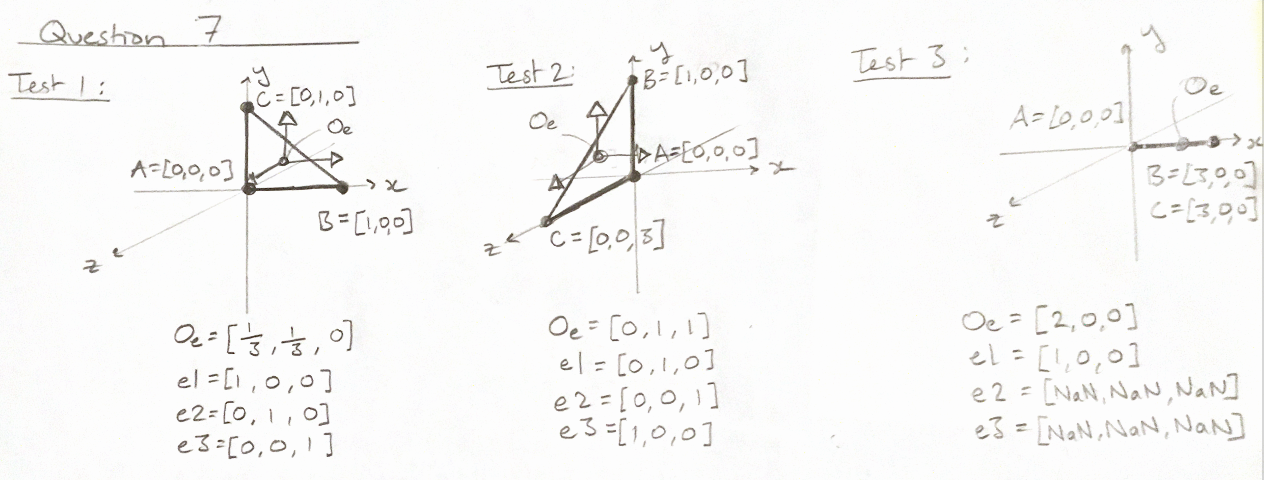 Question 7
Test 1:
y
C=[0,1,0]
Oe
A=[0,0,0]
x
B=[1,0,0]
z
Oe=[1/3, 1/3, 0]
e1=[1, 0, 0]
e2=[0, 1, 0]
e3=[0, 0, 1]
Test 2:
y
B=[1,0,0]
Oe
A=[0,0,0]
x
z
C=[0,0,3]
Oe=[0, 1, 1]
e1=[0, 1, 0]
e2=[0, 0, 1]
e3=[1, 0, 0]
Test 3:
y
Oe
A=[0,0,0]
x
B=[3,0,0]
C=[3,0,0]
z
Oe=[2, 0, 0]
e1=[1, 0, 0]
e2=[NaN, NaN, NaN]
e3=[NaN, NaN, NaN]